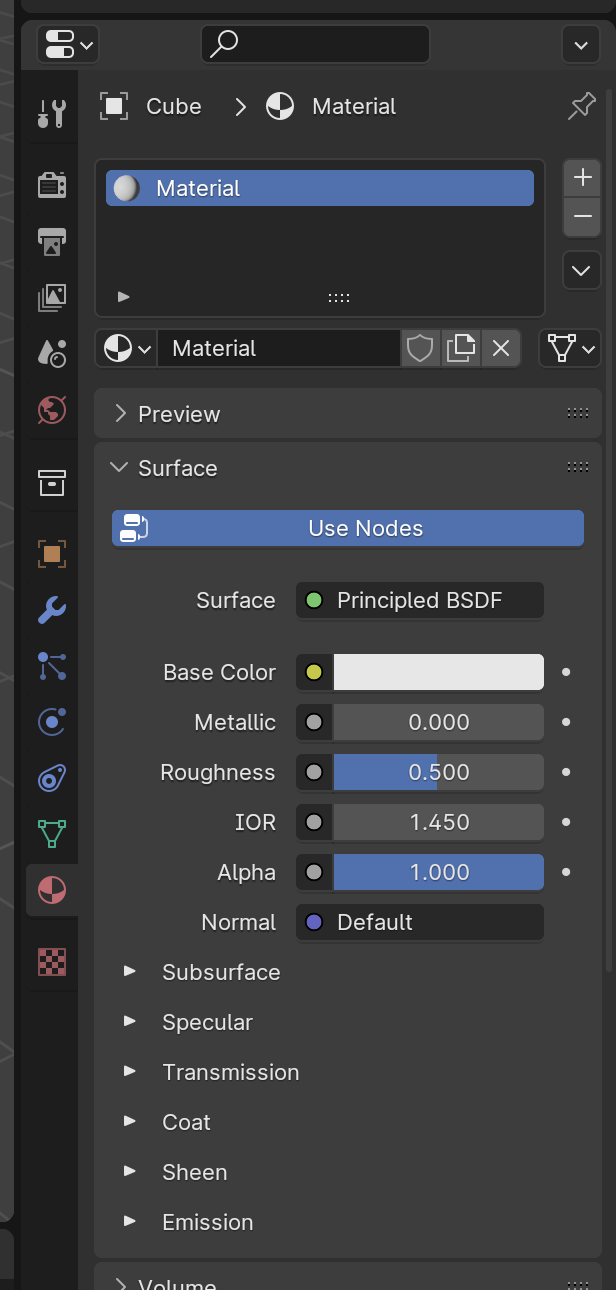 Cube Material
Material
Material
Preview
Surface
Use Nodes
Surface Principled BSDF
Base Color
Metallic 0.000
Roughness 0.500
IOR 1.450
Alpha 1.000
Normal Default
Subsurface
Specular
Transmission
Coat
Sheen
Emission
Volume